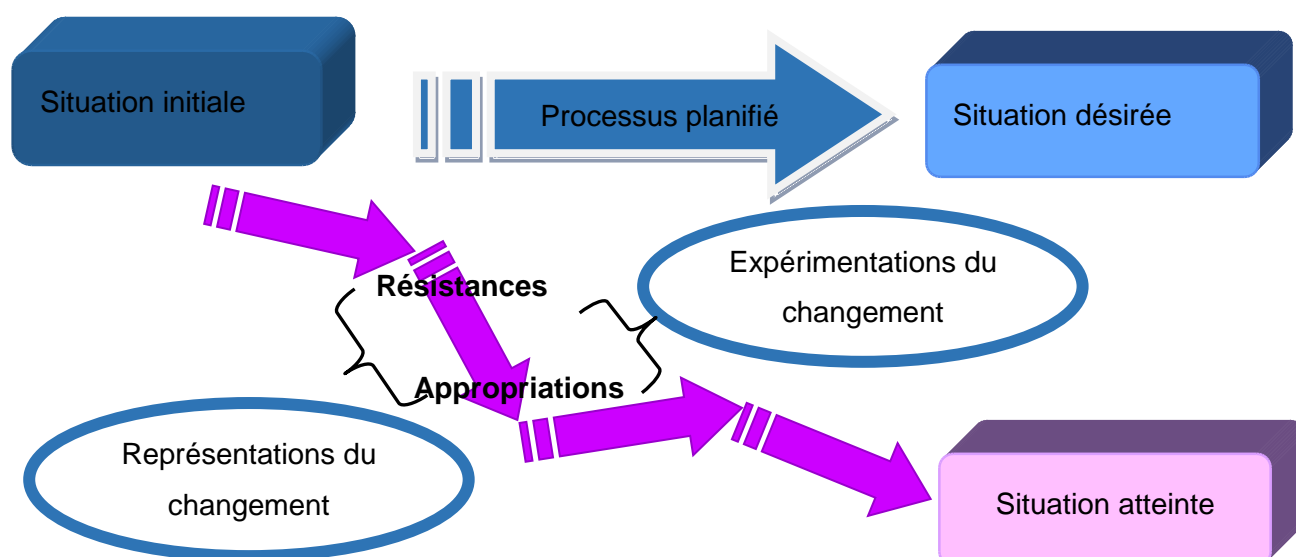 Situation initiale
Processus planifié
Situation désirée
Résistances
Expérimentations du
changement
Appropriations
Représentations du
changement
Situation atteinte